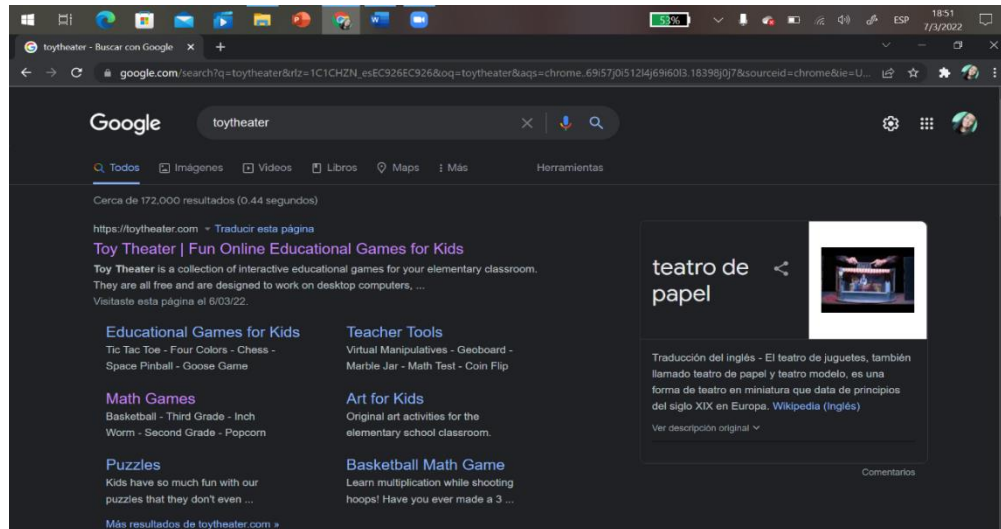 53%
ESP
18:51
7/3/2022
toytheater - Buscar con Google
google.com/search?q=toytheater&rlz=1C1CHZN_esEC926EC926&oq=toytheater&aqs=chrome..69i57j0i512l4j69i60l3.18398j0j7&sourceid=chrome&ie=U...
Google
toytheater
Todos Imágenes Videos Libros Maps Más Herramientas
Cerca de 172,000 resultados (0.44 segundos)
https://toytheater.com Traducir esta página
Toy Theater | Fun Online Educational Games for Kids
Toy Theater is a collection of interactive educational games for your elementary classroom.
They are all free and are designed to work on desktop computers, ...
Visitaste esta página el 6/03/22.
Educational Games for Kids
Tic Tac Toe - Four Colors - Chess -
Space Pinball - Goose Game
Teacher Tools
Virtual Manipulatives - Geoboard -
Marble Jar - Math Test - Coin Flip
Math Games
Basketball - Third Grade - Inch
Worm - Second Grade - Popcorn
Art for Kids
Original art activities for the
elementary school classroom.
Puzzles
Kids have so much fun with our
puzzles that they don't even ...
Basketball Math Game
Learn multiplication while shooting
hoops! Have you ever made a 3 ...
Más resultados de toytheater.com »
teatro de
papel
Traducción del inglés - El teatro de juguetes, también
llamado teatro de papel y teatro modelo, es una
forma de teatro en miniatura que data de principios
del siglo XIX en Europa. Wikipedia (Inglés)
Ver descripción original
Comentarios